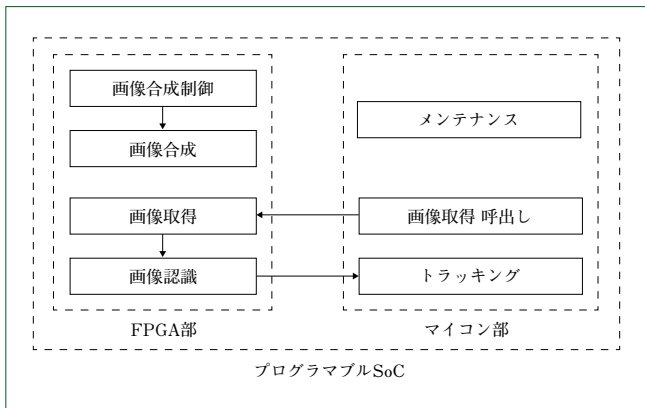 画像合成制御
メンテナンス
画像合成
画像取得
画像取得 呼出し
画像認識
トラッキング
FPGA部
マイコン部
プログラマブルSoC